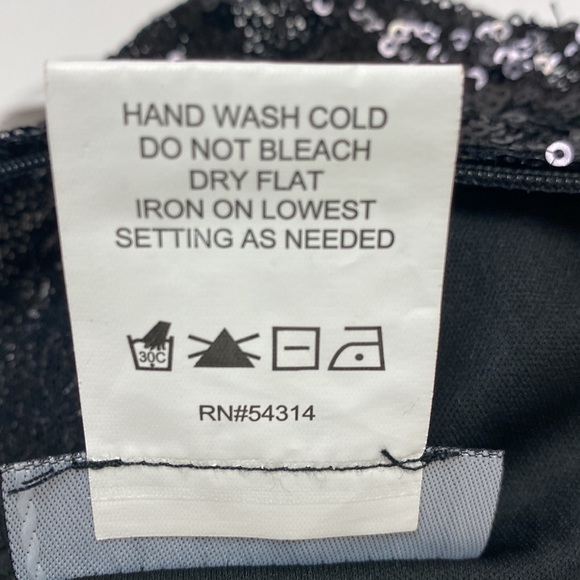 HAND WASH COLD
DO NOT BLEACH
DRY FLAT
IRON ON LOWEST
SETTING AS NEEDED
30C
RN#54314